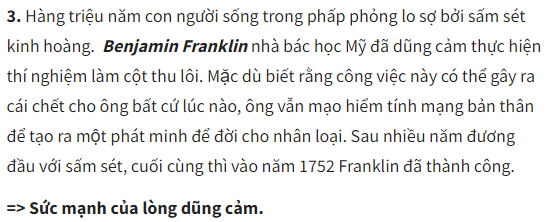 3. Hàng triệu năm con người sống trong phấp phỏng lo sợ bởi sấm sét
kinh hoàng. Benjamin Franklin nhà bác học Mỹ đã dũng cảm thực hiện
thí nghiệm làm cột thu lôi. Mặc dù biết rằng công việc này có thể gây ra
cái chết cho ông bất cứ lúc nào, ông vẫn mạo hiểm tính mạng bản thân
để tạo ra một phát minh để đời cho nhân loại. Sau nhiều năm đương
đầu với sấm sét, cuối cùng thì vào năm 1752 Franklin đã thành công.
=> Sức mạnh của lòng dũng cảm.